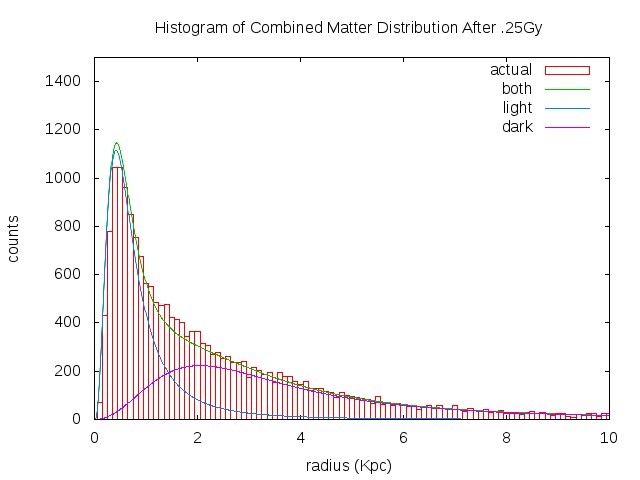 Histogram of Combined Matter Distribution After .25Gy
actual
both
light
dark
1400
1200
1000
800
600
400
200
0
counts
0 2 4 6 8 10
radius (Kpc)